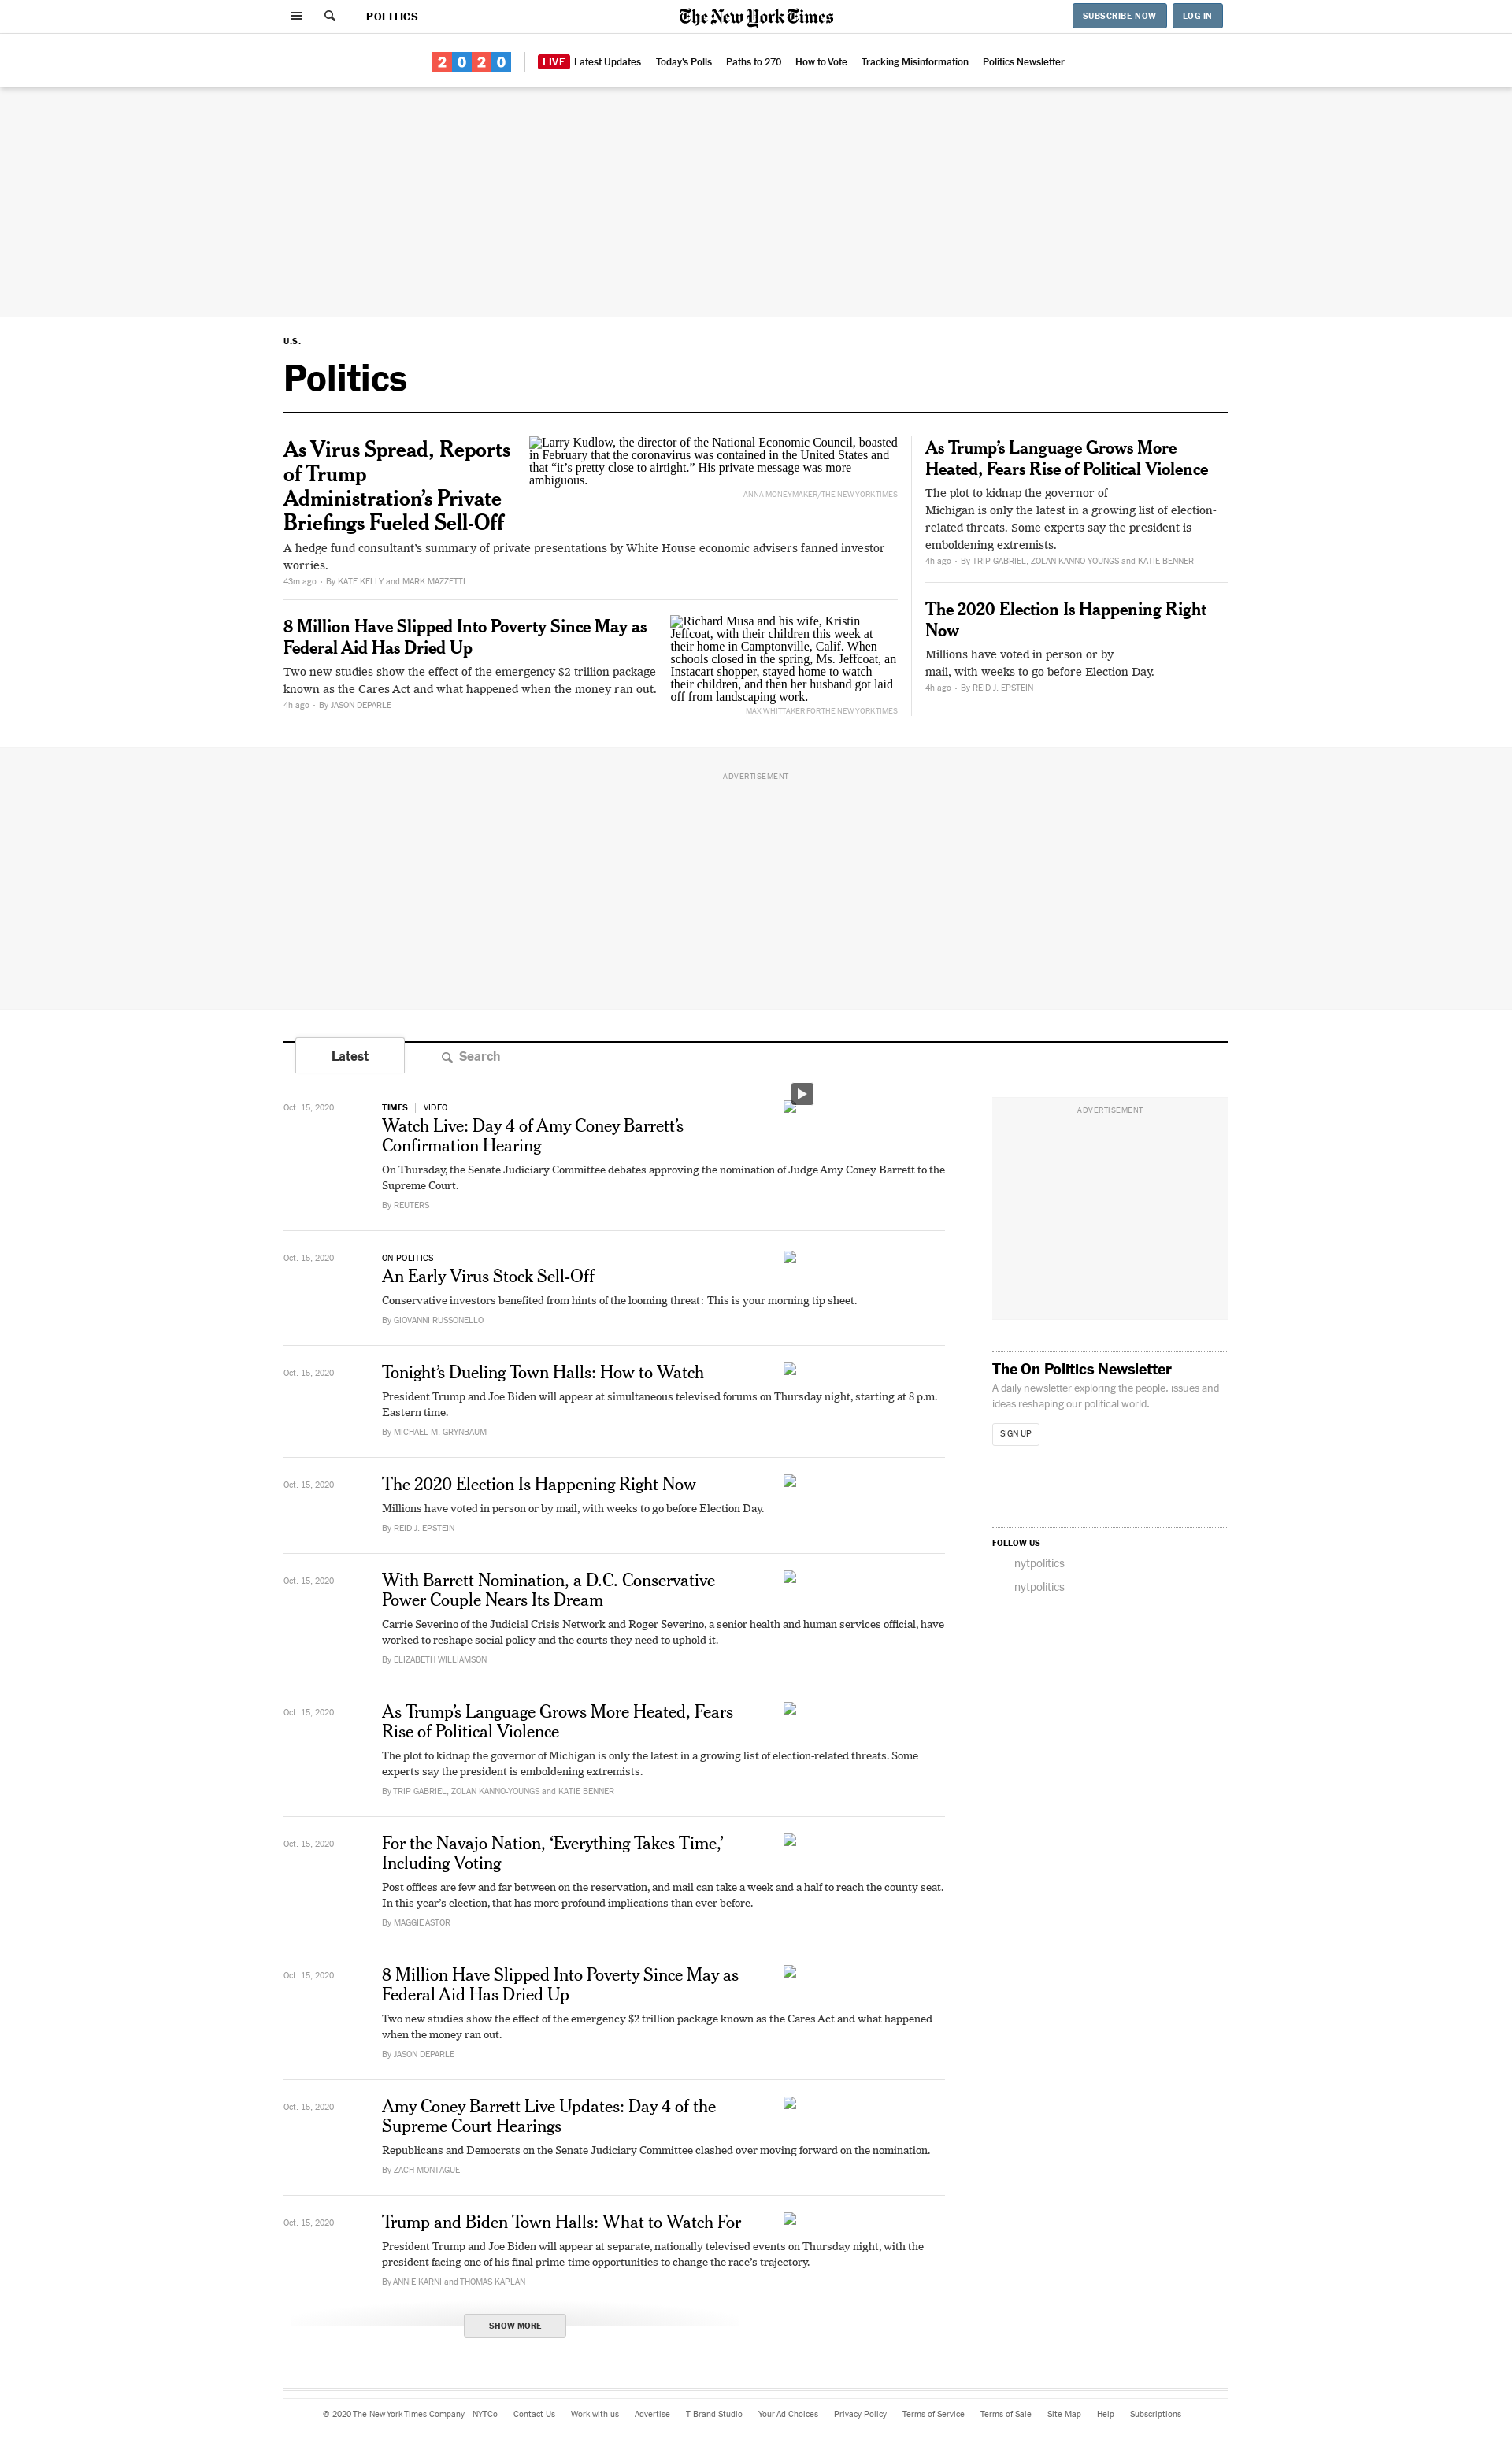 POLITICS
The New York Times
SUBSCRIBE NOW
LOG IN
2020
LIVE Latest Updates
Today's Polls
Paths to 270
How to Vote
Tracking Misinformation
Politics Newsletter
U.S.
Politics
As Virus Spread, Reports
of Trump
Administration’s Private
Briefings Fueled Sell-Off
Larry Kudlow, the director of the National Economic Council, boasted
in February that the coronavirus was contained in the United States and
that “it’s pretty close to airtight.” His private message was more
ambiguous.
ANNA MONEYMAKER/THE NEW YORK TIMES
A hedge fund consultant’s summary of private presentations by White House economic advisers fanned investor
worries.
43m ago • By KATE KELLY and MARK MAZZETTI
8 Million Have Slipped Into Poverty Since May as
Federal Aid Has Dried Up
Two new studies show the effect of the emergency $2 trillion package
known as the Cares Act and what happened when the money ran out.
4h ago • By JASON DEPARLE
Richard Musa and his wife, Kristin
Jeffcoat, with their children this week at
their home in Camptonville, Calif. When
schools closed in the spring, Ms. Jeffcoat, an
Instacart shopper, stayed home to watch
their children, and then her husband got laid
off from landscaping work.
MAX WHITTAKER FOR THE NEW YORK TIMES
As Trump’s Language Grows More
Heated, Fears Rise of Political Violence
The plot to kidnap the governor of
Michigan is only the latest in a growing list of election-
related threats. Some experts say the president is
emboldening extremists.
4h ago • By TRIP GABRIEL, ZOLAN KANNO-YOUNGS and KATIE BENNER
The 2020 Election Is Happening Right
Now
Millions have voted in person or by
mail, with weeks to go before Election Day.
4h ago • By REID J. EPSTEIN
ADVERTISEMENT
Latest
Search
Oct. 15, 2020
TIMES | VIDEO
Watch Live: Day 4 of Amy Coney Barrett’s
Confirmation Hearing
On Thursday, the Senate Judiciary Committee debates approving the nomination of Judge Amy Coney Barrett to the
Supreme Court.
By REUTERS
Oct. 15, 2020
ON POLITICS
An Early Virus Stock Sell-Off
Conservative investors benefited from hints of the looming threat: This is your morning tip sheet.
By GIOVANNI RUSSONELLO
Oct. 15, 2020
Tonight’s Dueling Town Halls: How to Watch
President Trump and Joe Biden will appear at simultaneous televised forums on Thursday night, starting at 8 p.m.
Eastern time.
By MICHAEL M. GRYNBAUM
Oct. 15, 2020
The 2020 Election Is Happening Right Now
Millions have voted in person or by mail, with weeks to go before Election Day.
By REID J. EPSTEIN
Oct. 15, 2020
With Barrett Nomination, a D.C. Conservative
Power Couple Nears Its Dream
Carrie Severino of the Judicial Crisis Network and Roger Severino, a senior health and human services official, have
worked to reshape social policy and the courts they need to uphold it.
By ELIZABETH WILLIAMSON
Oct. 15, 2020
As Trump’s Language Grows More Heated, Fears
Rise of Political Violence
The plot to kidnap the governor of Michigan is only the latest in a growing list of election-related threats. Some
experts say the president is emboldening extremists.
By TRIP GABRIEL, ZOLAN KANNO-YOUNGS and KATIE BENNER
Oct. 15, 2020
For the Navajo Nation, ‘Everything Takes Time,’
Including Voting
Post offices are few and far between on the reservation, and mail can take a week and a half to reach the county seat.
In this year’s election, that has more profound implications than ever before.
By MAGGIE ASTOR
Oct. 15, 2020
8 Million Have Slipped Into Poverty Since May as
Federal Aid Has Dried Up
Two new studies show the effect of the emergency $2 trillion package known as the Cares Act and what happened
when the money ran out.
By JASON DEPARLE
Oct. 15, 2020
Amy Coney Barrett Live Updates: Day 4 of the
Supreme Court Hearings
Republicans and Democrats on the Senate Judiciary Committee clashed over moving forward on the nomination.
By ZACH MONTAGUE
Oct. 15, 2020
Trump and Biden Town Halls: What to Watch For
President Trump and Joe Biden will appear at separate, nationally televised events on Thursday night, with the
president facing one of his final prime-time opportunities to change the race’s trajectory.
By ANNIE KARNI and THOMAS KAPLAN
SHOW MORE
ADVERTISEMENT
The On Politics Newsletter
A daily newsletter exploring the people, issues and
ideas reshaping our political world.
SIGN UP
FOLLOW US
nytpolitics
nytpolitics
© 2020 The New York Times Company
NYTCo
Contact Us
Work with us
Advertise
T Brand Studio
Your Ad Choices
Privacy Policy
Terms of Service
Terms of Sale
Site Map
Help
Subscriptions